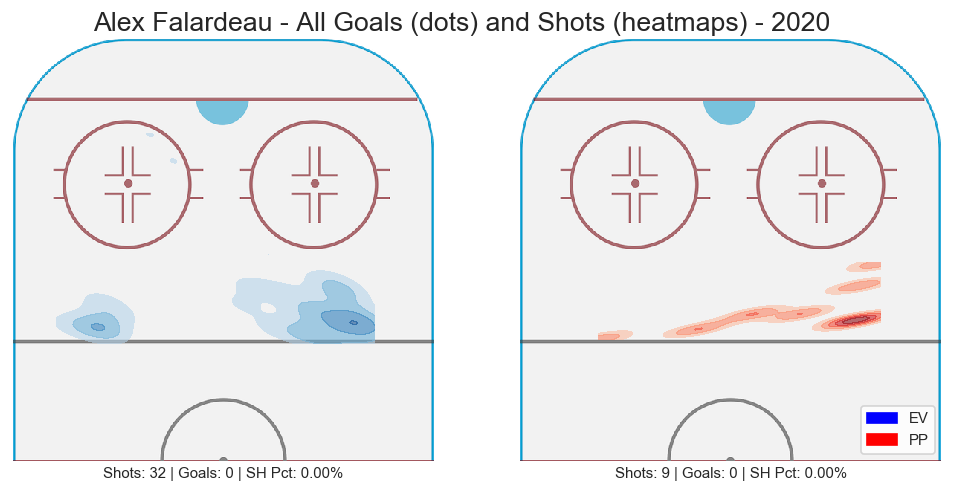 Alex Falardeau - All Goals (dots) and Shots (heatmaps) - 2020
EV
PP
Shots: 32 | Goals: 0 | SH Pct: 0.00%
Shots: 9 | Goals: 0 | SH Pct: 0.00%